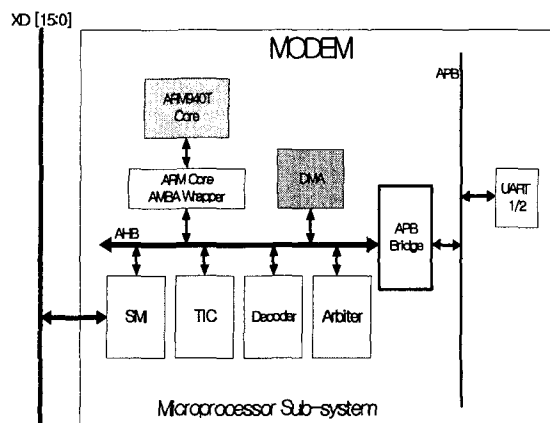 XD [15:0]
MODEM
APB
ARM940T
Core
ARM Core
AMBA Wrapper
DMA
UART
1/2
APB
Bridge
AHB
SMI
TIC
Decoder
Arbiter
Microprocessor Sub-system